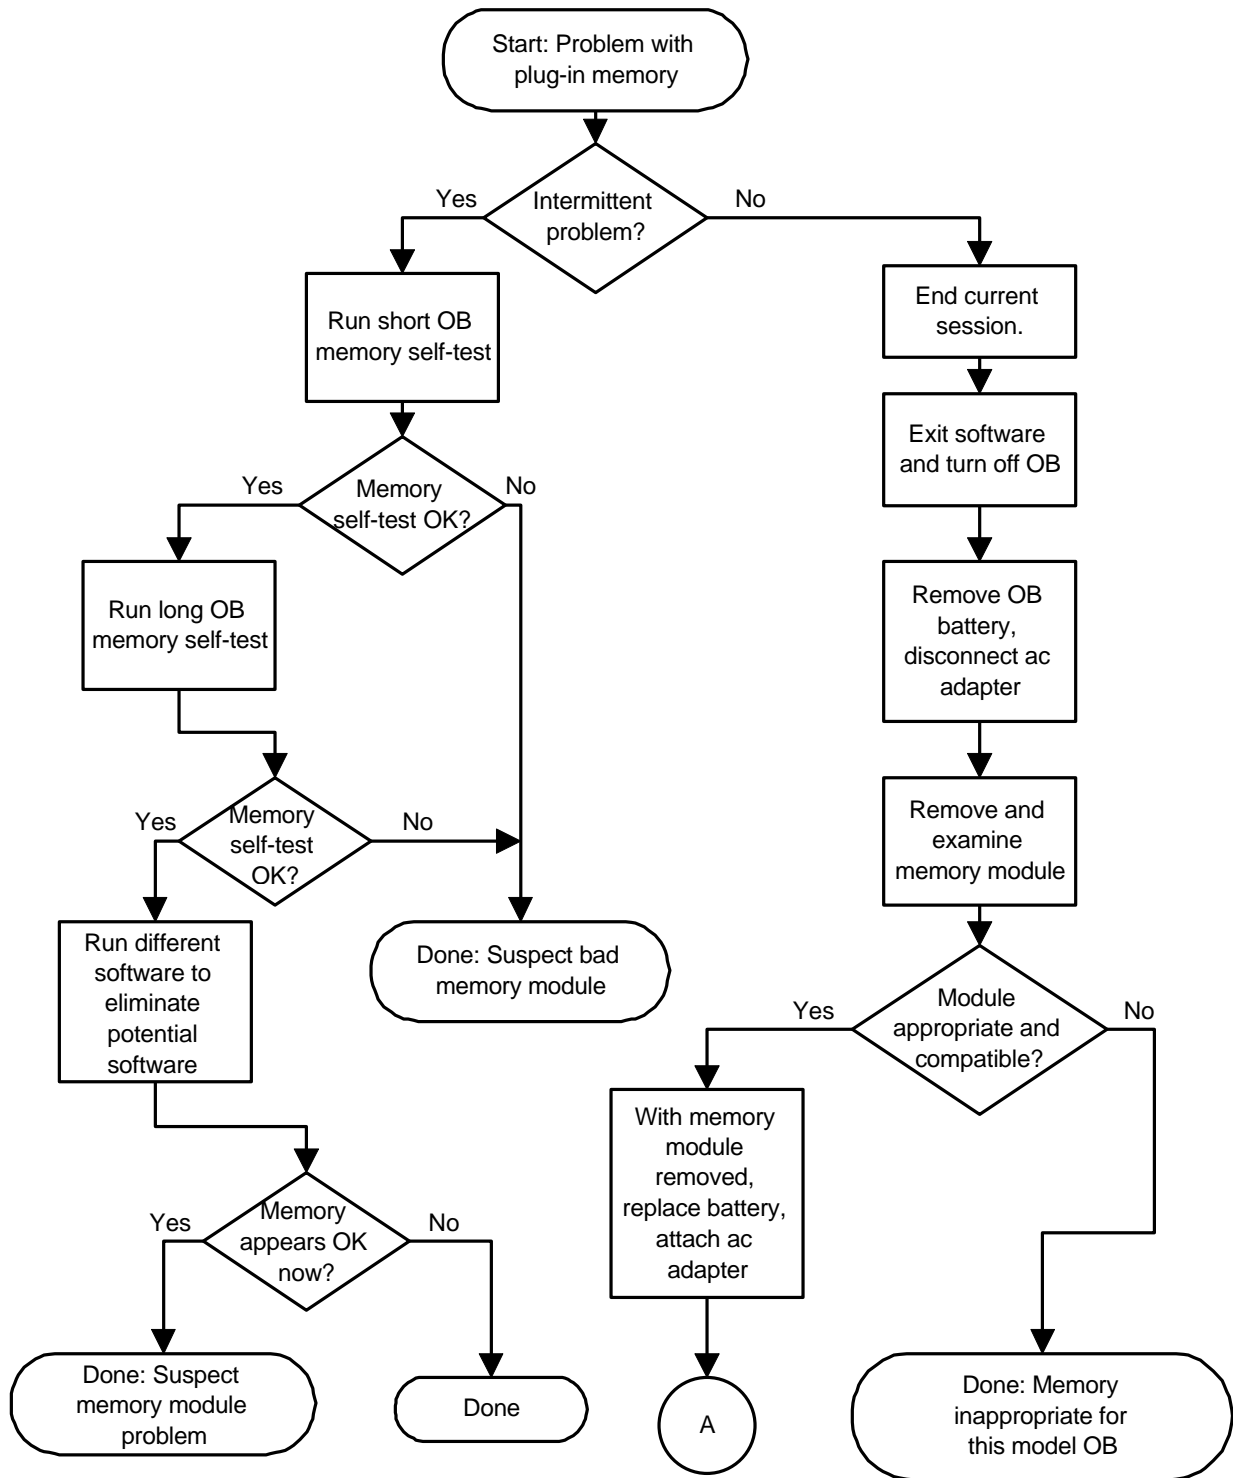 Start: Problem with
plug-in memory
Yes
Intermittent
problem?
No
Run short OB
memory self-test
End current
session.
Exit software
and turn off OB
Yes
Memory
self-test OK?
No
Run long OB
memory self-test
Remove OB
battery,
disconnect ac
adapter
Yes
Memory
self-test
OK?
No
Remove and
examine
memory module
Run different
software to
eliminate
potential
software
Done: Suspect bad
memory module
Yes
Module
appropriate and
compatible?
No
With memory
module
removed,
replace battery,
attach ac
adapter
Yes
Memory
appears OK
now?
No
Done: Suspect
memory module
problem
Done
A
Done: Memory
inappropriate for
this model OB